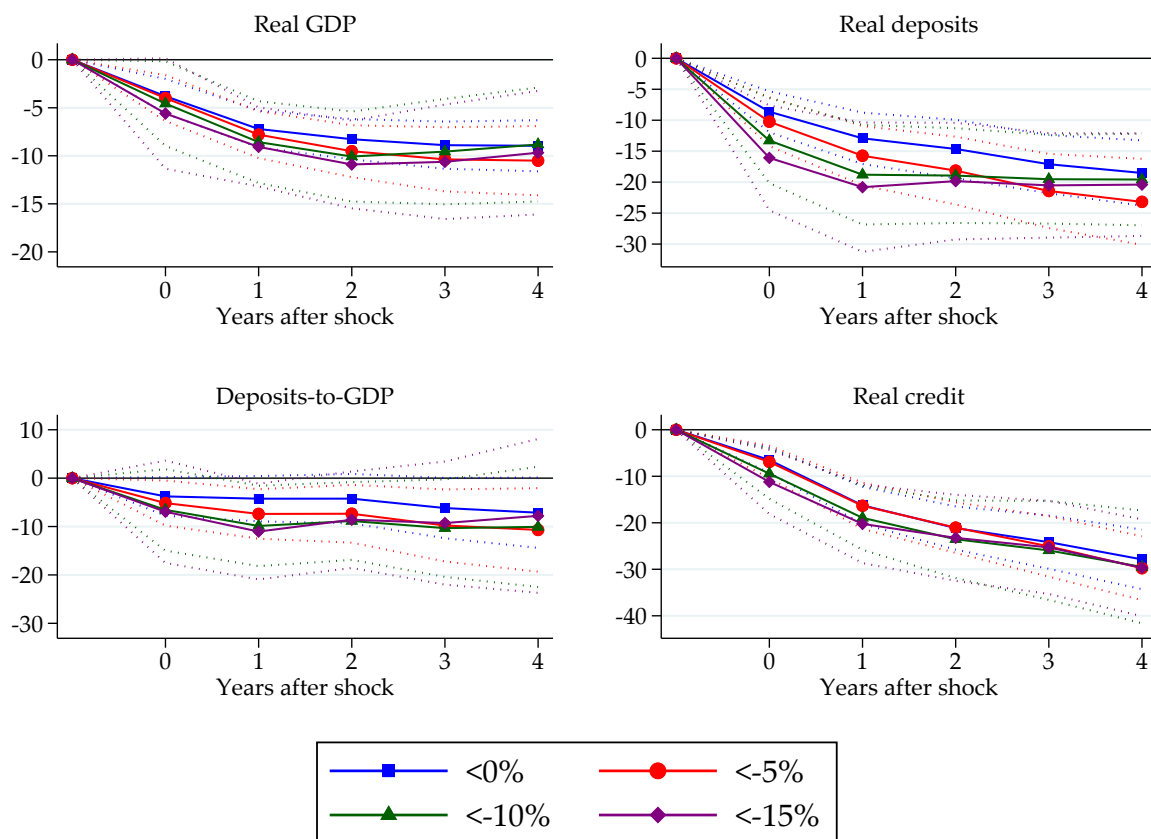 Real GDP
0
-5
-10
-15
-20
0 1 2 3 4
Years after shock
Real deposits
0
-5
-10
-15
-20
-25
-30
0 1 2 3 4
Years after shock
Deposits-to-GDP
10
0
-10
-20
-30
0 1 2 3 4
Years after shock
Real credit
0
-10
-20
-30
-40
0 1 2 3 4
Years after shock
<0% <-5%
<-10% <-15%